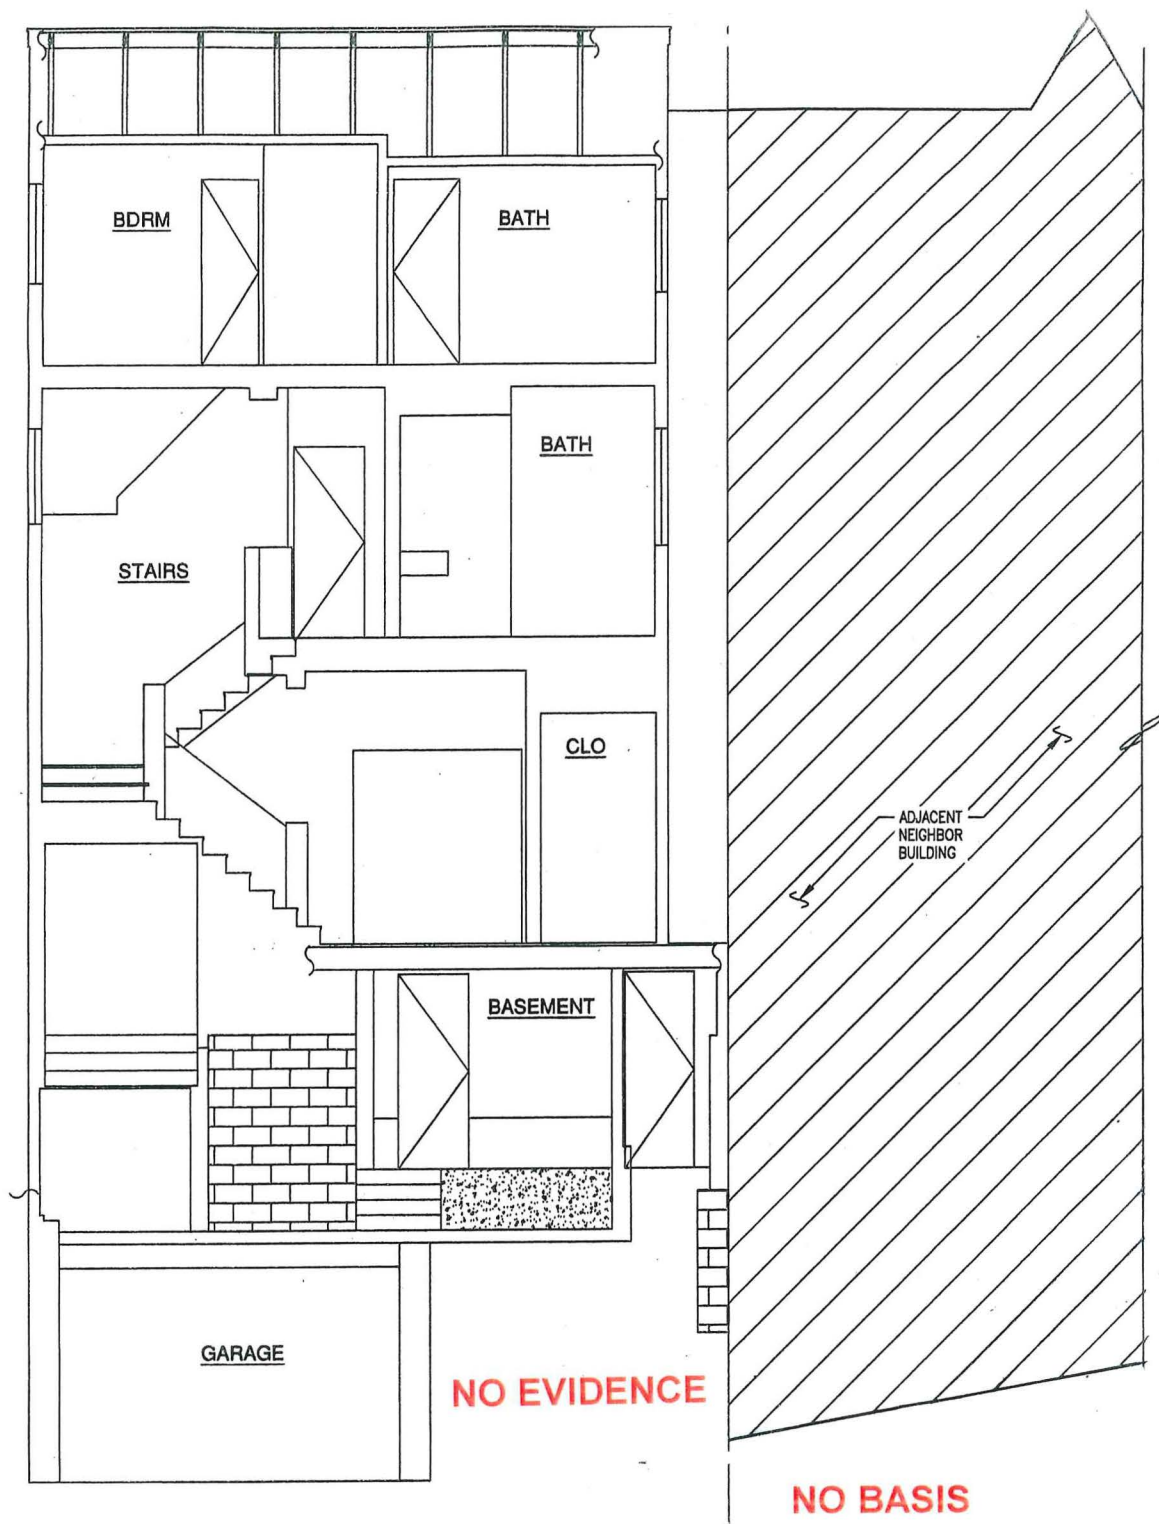 BDRM
BATH
BATH
STAIRS
CLO
ADJACENT
NEIGHBOR
BUILDING
BASEMENT
GARAGE
NO EVIDENCE
NO BASIS